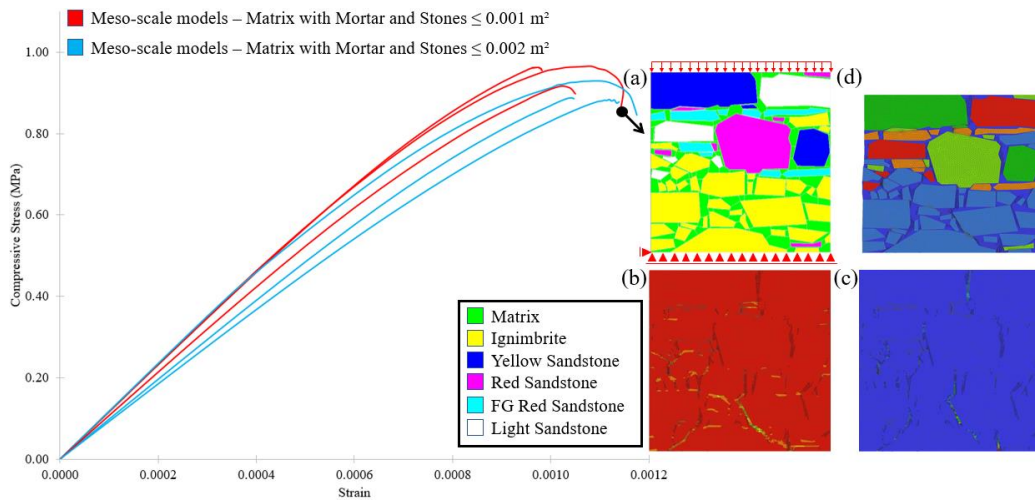 Meso-scale models – Matrix with Mortar and Stones ≤ 0.001 m²
Meso-scale models – Matrix with Mortar and Stones ≤ 0.002 m²
1.00
0.80
0.60
0.40
0.20
0.00
Compressive Stress (MPa)
0.0000
0.0002
0.0004
0.0006
0.0008
0.0010
0.0012
Strain
(a)
(d)
(b)
(c)
Matrix
Ignimbrite
Yellow Sandstone
Red Sandstone
FG Red Sandstone
Light Sandstone